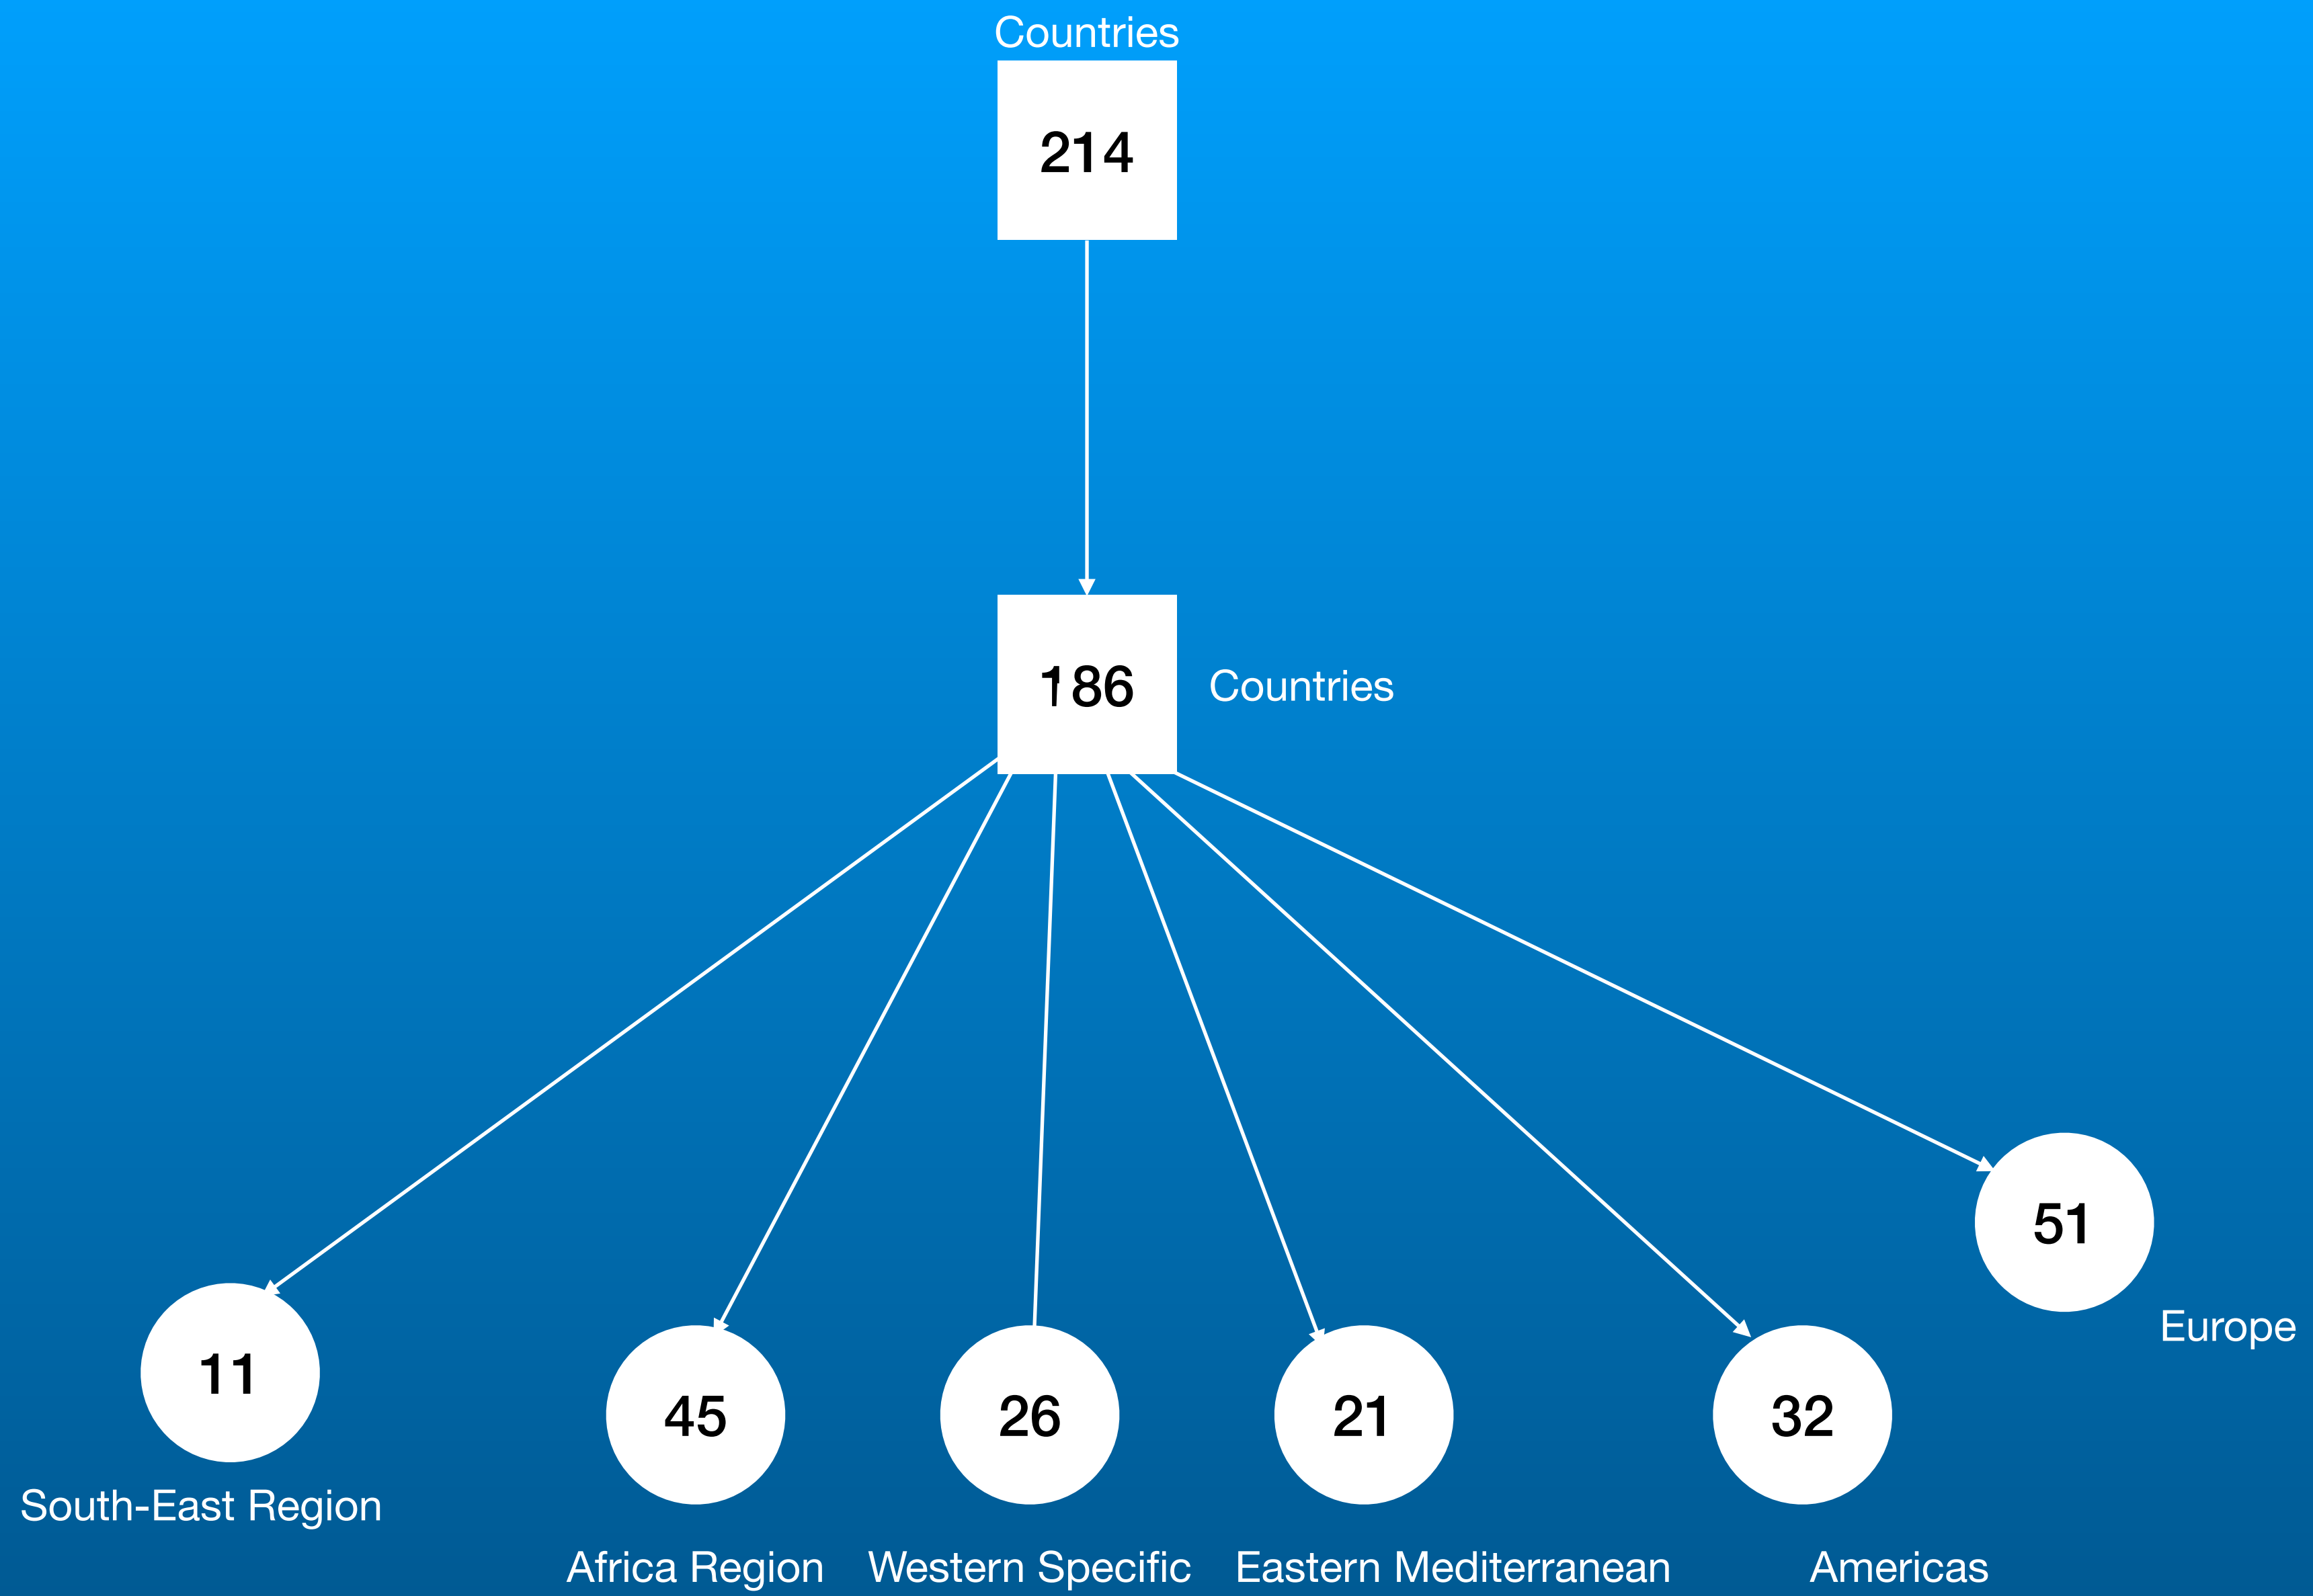 Countries
214
186
Countries
51
Europe
11
45
26
21
32
South-East Region
Africa Region
Western Specific
Eastern Mediterranean
Americas